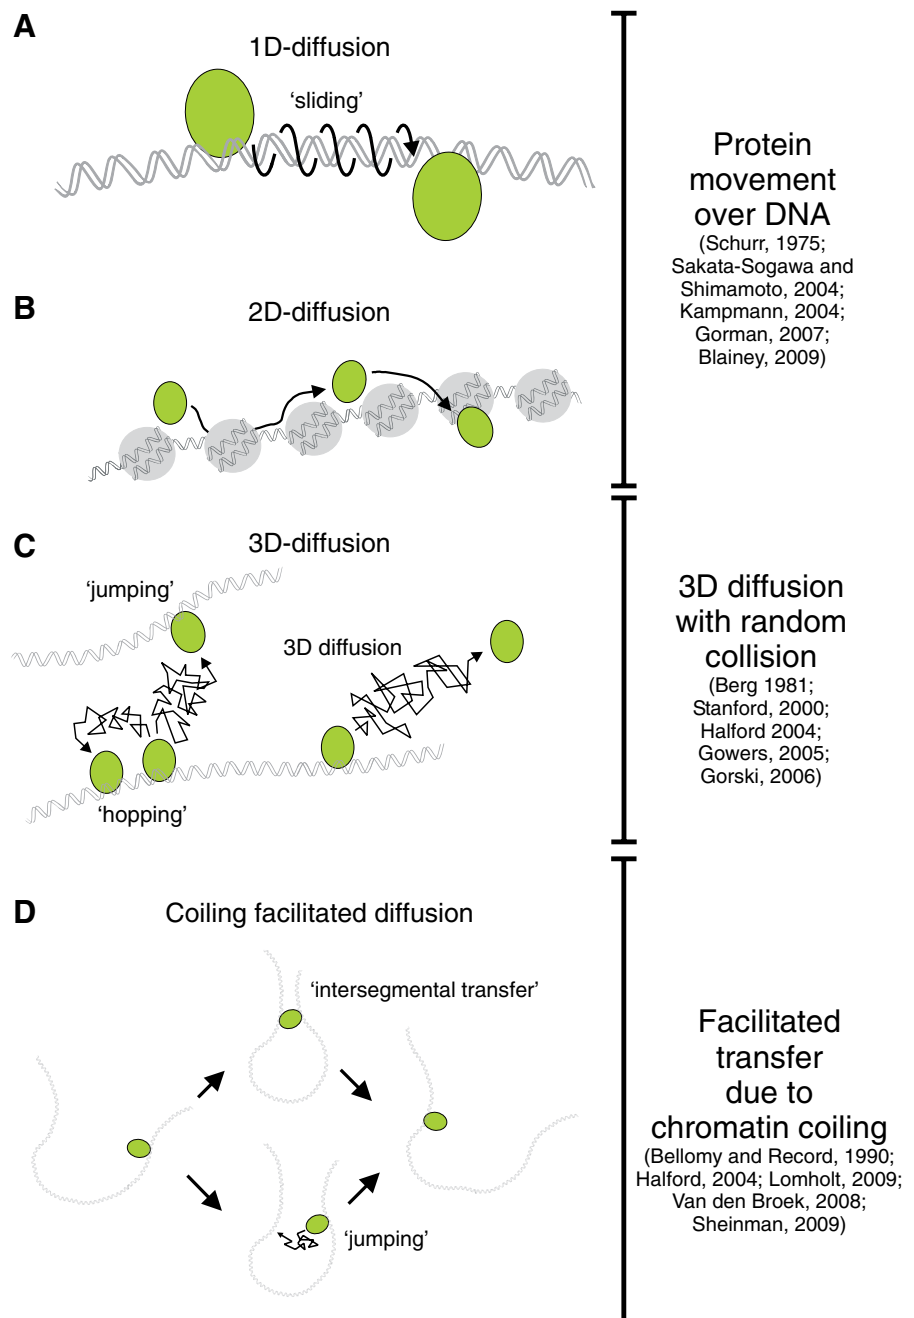 A
1D-diffusion
‘sliding’
B
2D-diffusion
Protein
movement
over DNA
(Schurr, 1975;
Sakata-Sogawa and
Shimamoto, 2004;
Kampmann, 2004;
Gorman, 2007;
Blainey, 2009)
C
3D-diffusion
‘jumping’
3D diffusion
‘hopping’
3D diffusion
with random
collision
(Berg 1981;
Stanford, 2000;
Halford 2004;
Gowers, 2005;
Gorski, 2006)
D
Coiling facilitated diffusion
‘intersegmental transfer’
‘jumping’
Facilitated
transfer
due to
chromatin coiling
(Bellomy and Record, 1990;
Halford, 2004; Lomholt, 2009;
Van den Broek, 2008;
Sheinman, 2009)